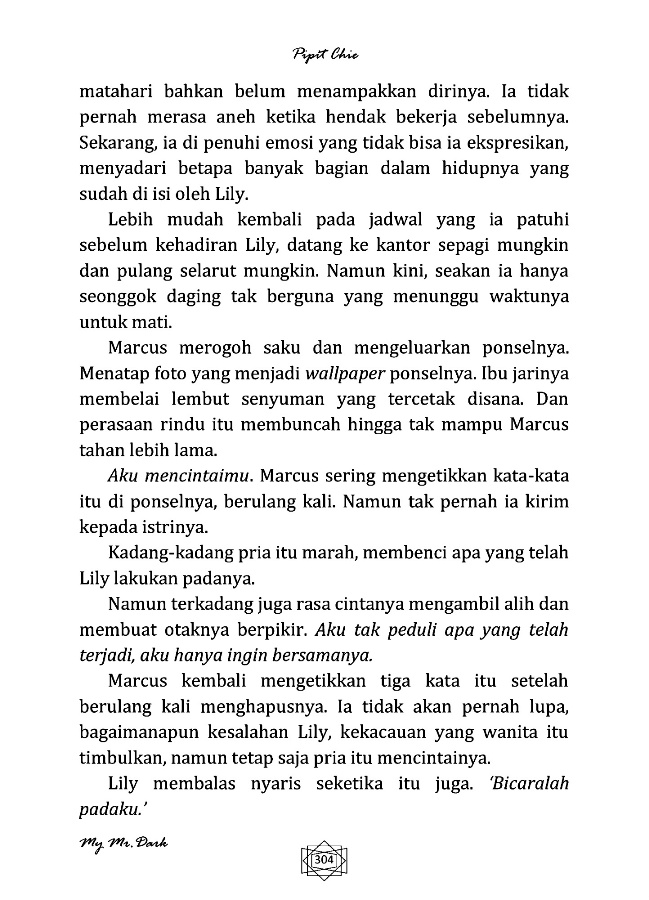 Pipit Chie
matahari bahkan belum menampakkan dirinya. Ia tidak
pernah merasa aneh ketika hendak bekerja sebelumnya.
Sekarang, ia di penuhi emosi yang tidak bisa ia ekspresikan,
menyadari betapa banyak bagian dalam hidupnya yang
sudah di isi oleh Lily.
Lebih mudah kembali pada jadwal yang ia patuhi
sebelum kehadiran Lily, datang ke kantor sepagi mungkin
dan pulang selarut mungkin. Namun kini, seakan ia hanya
seonggok daging tak berguna yang menunggu waktunya
untuk mati.
Marcus merogoh saku dan mengeluarkan ponselnya.
Menatap foto yang menjadi wallpaper ponselnya. Ibu jarinya
membelai lembut senyuman yang tercetak disana. Dan
perasaan rindu itu membuncah hingga tak mampu Marcus
tahan lebih lama.
Aku mencintaimu. Marcus sering mengetikkan kata-kata
itu di ponselnya, berulang kali. Namun tak pernah ia kirim
kepada istrinya.
Kadang-kadang pria itu marah, membenci apa yang telah
Lily lakukan padanya.
Namun terkadang juga rasa cintanya mengambil alih dan
membuat otaknya berpikir. Aku tak peduli apa yang telah
terjadi, aku hanya ingin bersamanya.
Marcus kembali mengetikkan tiga kata itu setelah
berulang kali menghapusnya. Ia tidak akan pernah lupa,
bagaimanapun kesalahan Lily, kekacauan yang wanita itu
timbulkan, namun tetap saja pria itu mencintainya.
Lily membalas nyaris seketika itu juga. ‘Bicaralah
padaku.’
My Mr. Dark
304